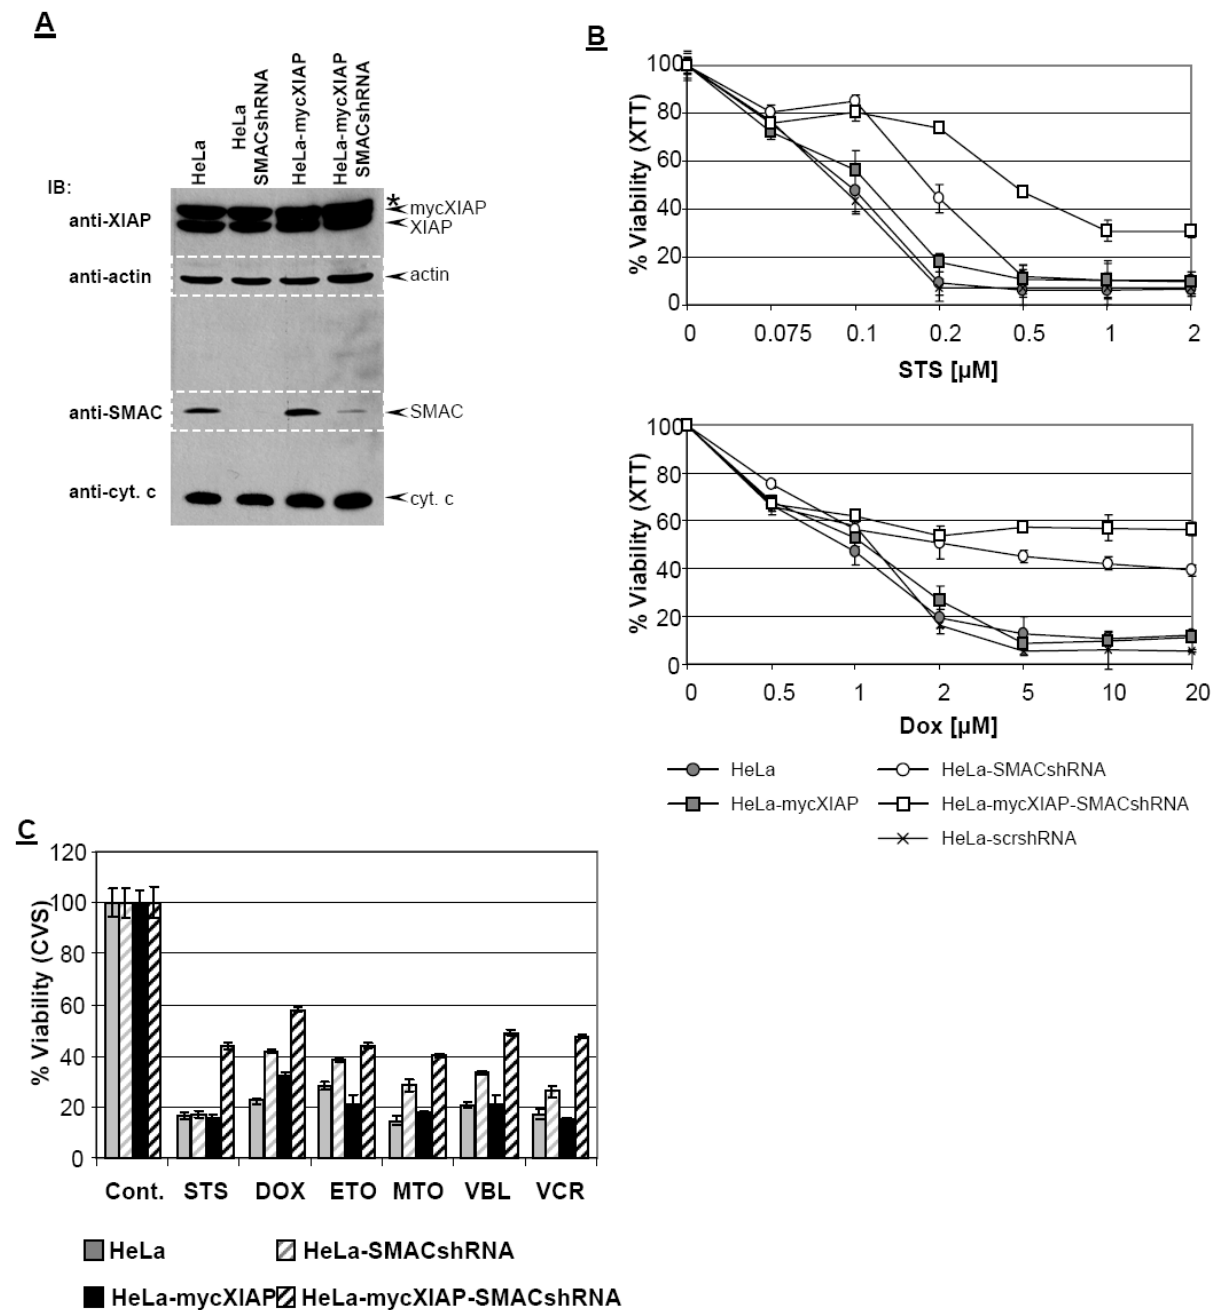 A
HeLa
HeLa
SMACshRNA
HeLa-mycXIAP
HeLa-mycXIAP
SMACshRNA
IB:
anti-XIAP
*
mycXIAP
XIAP
anti-actin
actin
anti-SMAC
SMAC
anti-cyt. c
cyt. c
B
% Viability (XTT)
100
80
60
40
20
0
0 0.075 0.1 0.2 0.5 1 2
STS [µM]
% Viability (XTT)
100
80
60
40
20
0
0 0.5 1 2 5 10 20
Dox [µM]
HeLa HeLa-SMACshRNA
HeLa-mycXIAP HeLa-mycXIAP-SMACshRNA
HeLa-scrshRNA
C
% Viability (CVS)
120
100
80
60
40
20
0
Cont. STS DOX ETO MTO VBL VCR
HeLa HeLa-SMACshRNA
HeLa-mycXIAP HeLa-mycXIAP-SMACshRNA